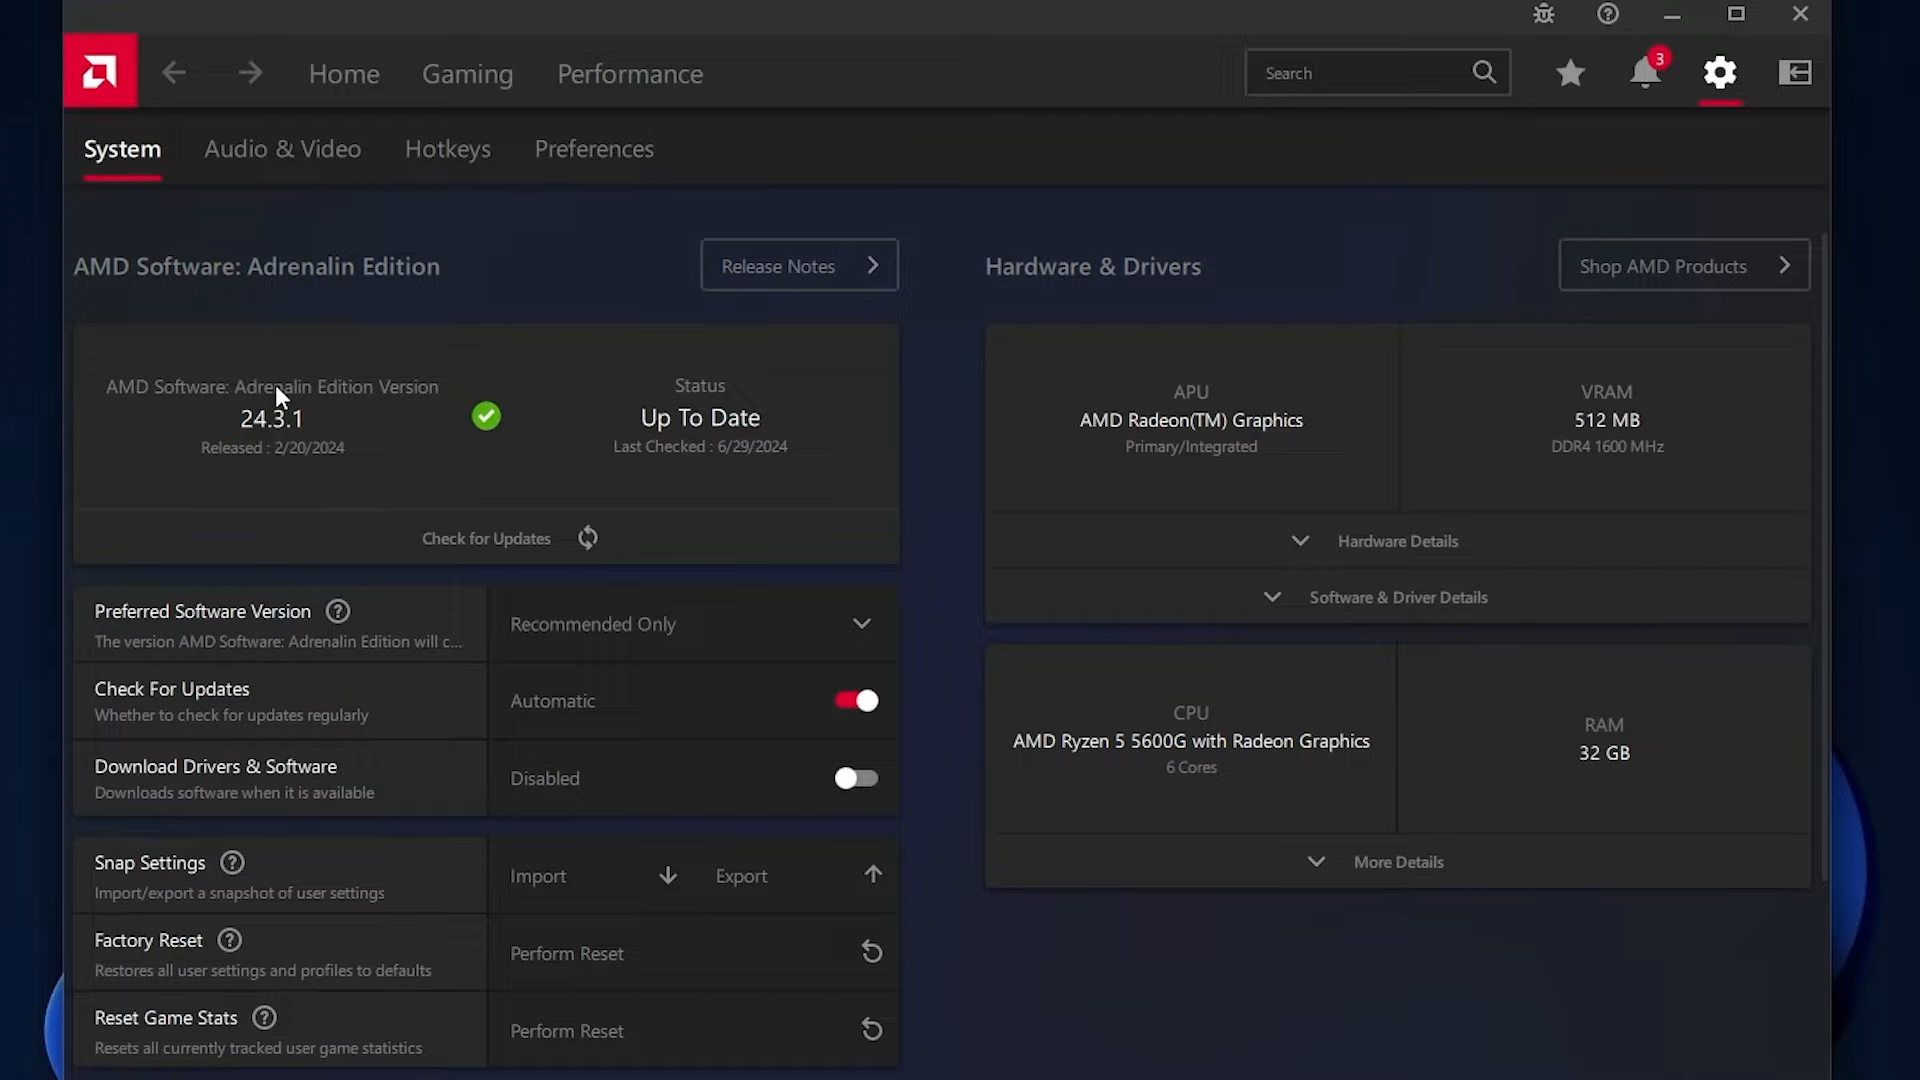 Home
Gaming
Performance
Search
3
System
Audio & Video
Hotkeys
Preferences
AMD Software: Adrenalin Edition
Release Notes
AMD Software: Adrenalin Edition Version
24.3.1
Released : 2/20/2024
Status
Up To Date
Last Checked : 6/29/2024
Check for Updates
Preferred Software Version
The version AMD Software: Adrenalin Edition will c...
Recommended Only
Check For Updates
Whether to check for updates regularly
Automatic
Download Drivers & Software
Downloads software when it is available
Disabled
Snap Settings
Import/export a snapshot of user settings
Import
Export
Factory Reset
Restores all user settings and profiles to defaults
Perform Reset
Reset Game Stats
Resets all currently tracked user game statistics
Perform Reset
Hardware & Drivers
Shop AMD Products
APU
AMD Radeon(TM) Graphics
Primary/Integrated
VRAM
512 MB
DDR4 1600 MHz
Hardware Details
Software & Driver Details
CPU
AMD Ryzen 5 5600G with Radeon Graphics
6 Cores
RAM
32 GB
More Details